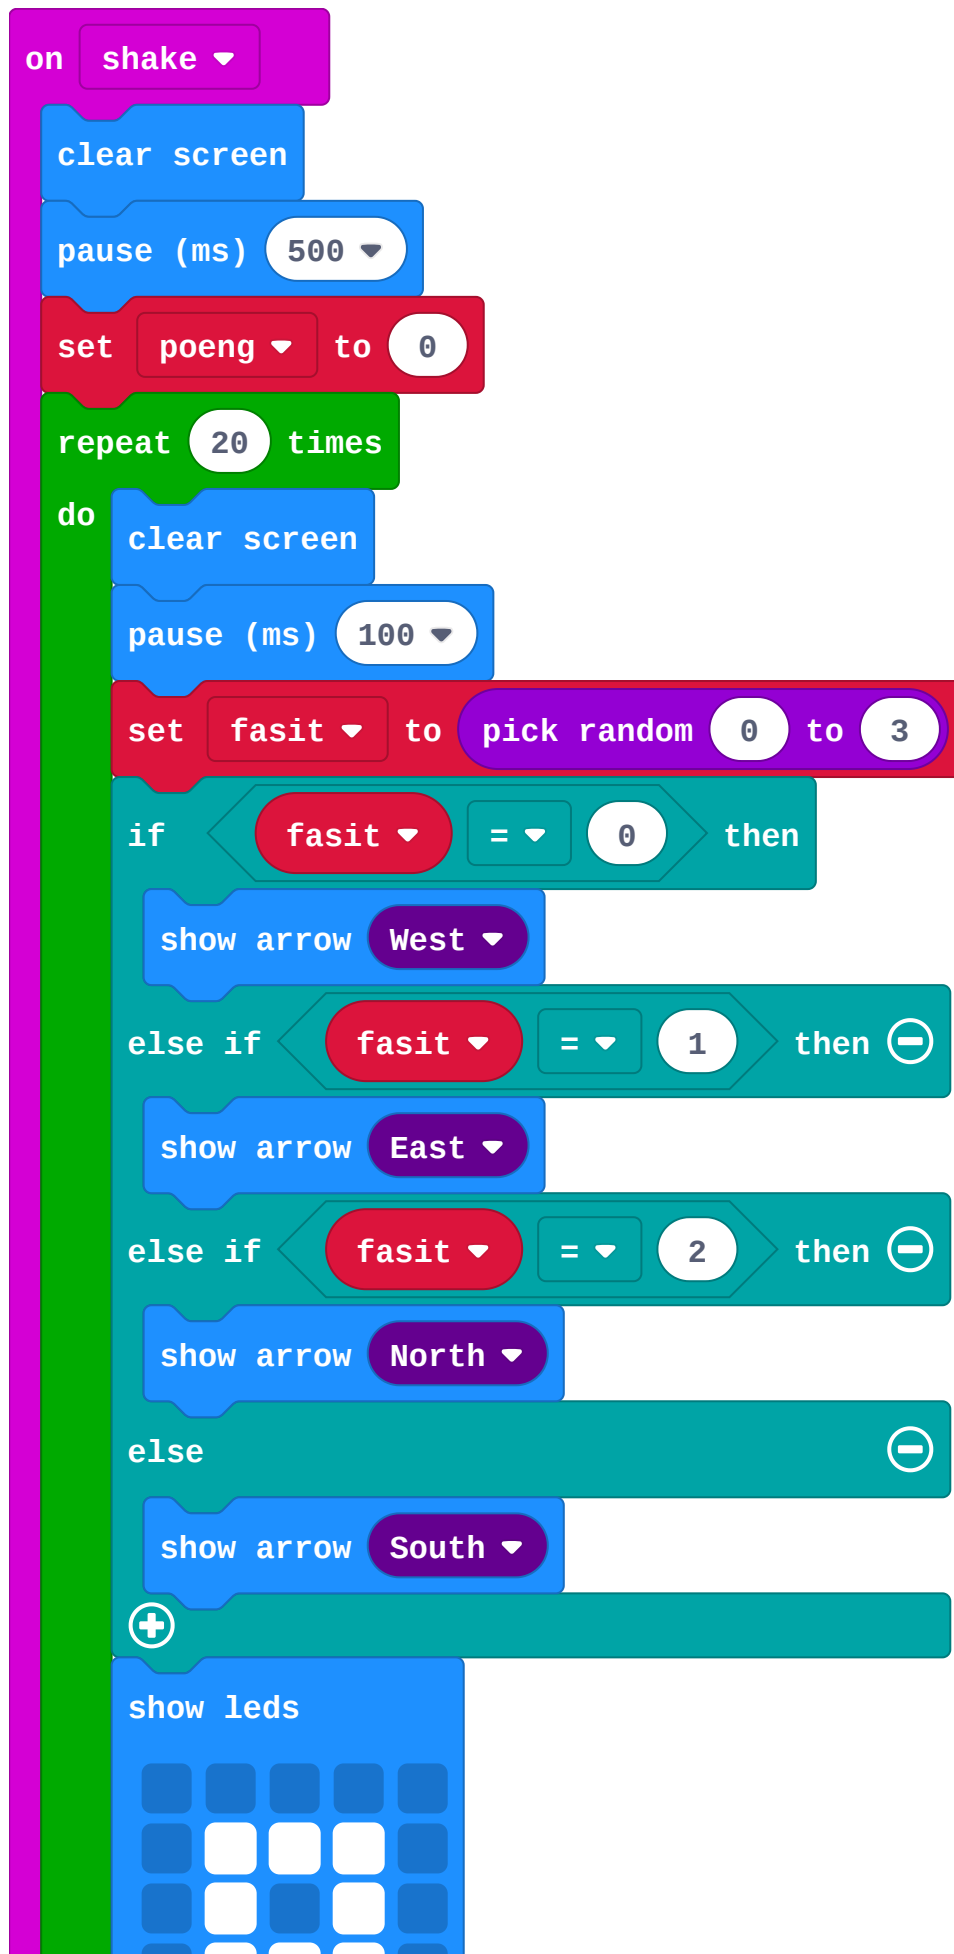 on shake
clear screen
pause (ms) 500
set poeng to 0
repeat 20 times
do
clear screen
pause (ms) 100
set fasit to pick random 0 to 3
if fasit = 0 then
show arrow West
else if fasit = 1 then
show arrow East
else if fasit = 2 then
show arrow North
else
show arrow South
show leds